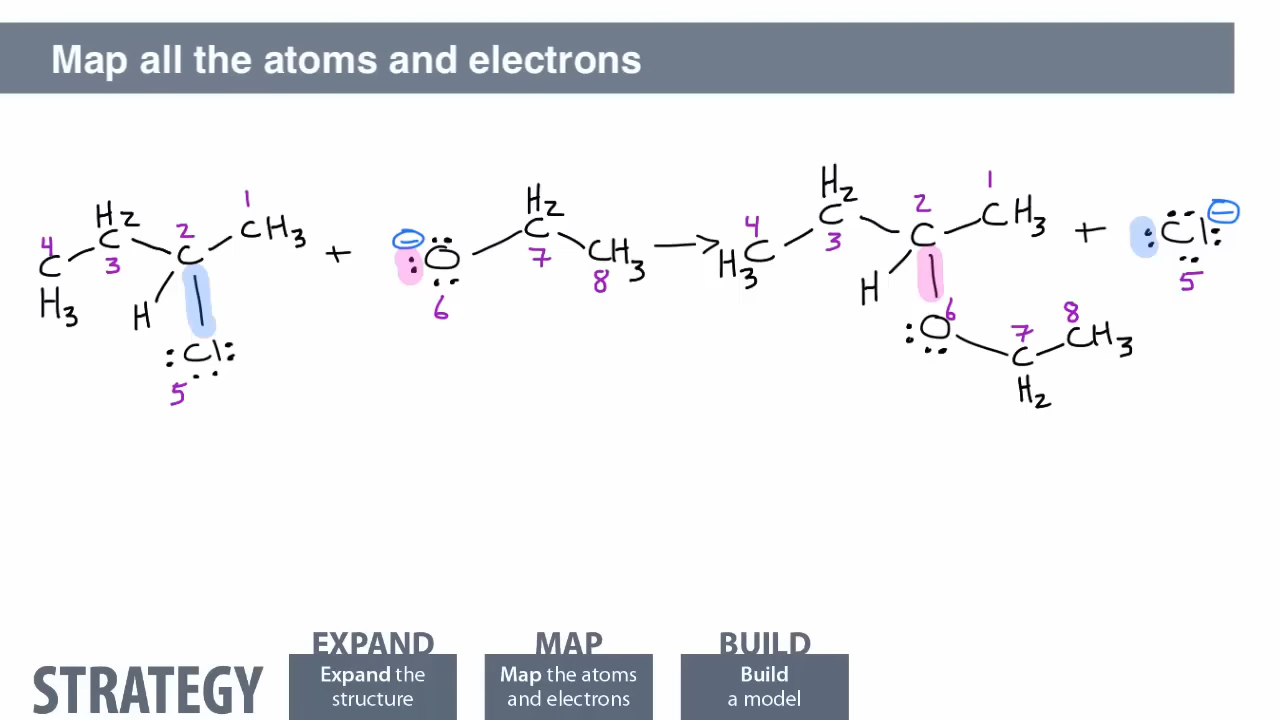 Map all the atoms and electrons
H2 2 1
4 C C CH3
C 3
H3 H
:Cl:
5
+
⊖ H2
:O C CH3
6 7 8
→
H2 2 1
4 C C CH3
H3C 3
H 6
:O 7 8
C CH3
H2
+
:Cl: ⊖
5
EXPAND MAP BUILD
STRATEGY
Expand the structure
Map the atoms and electrons
Build a model